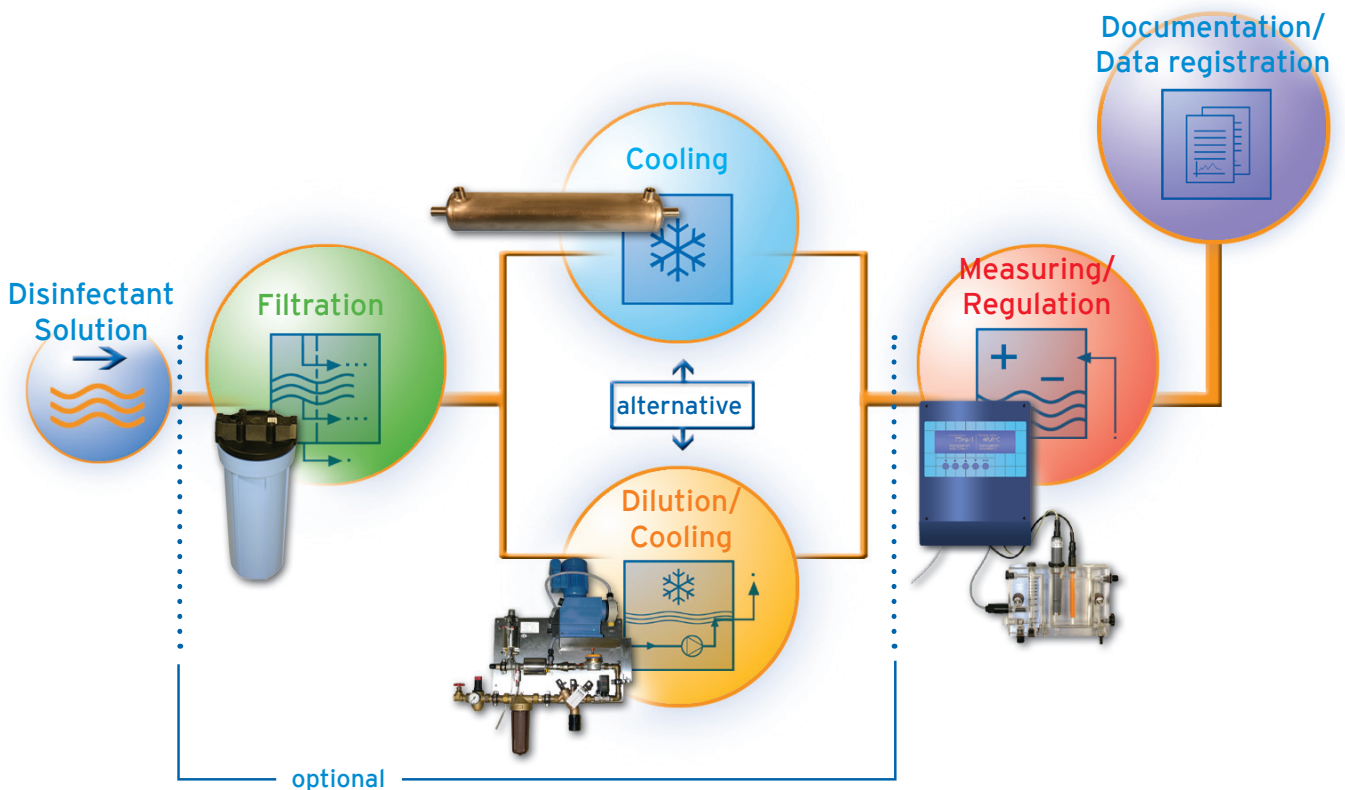 Disinfectant
Solution
Filtration
Cooling
alternative
Dilution/
Cooling
Measuring/
Regulation
Documentation/
Data registration
optional